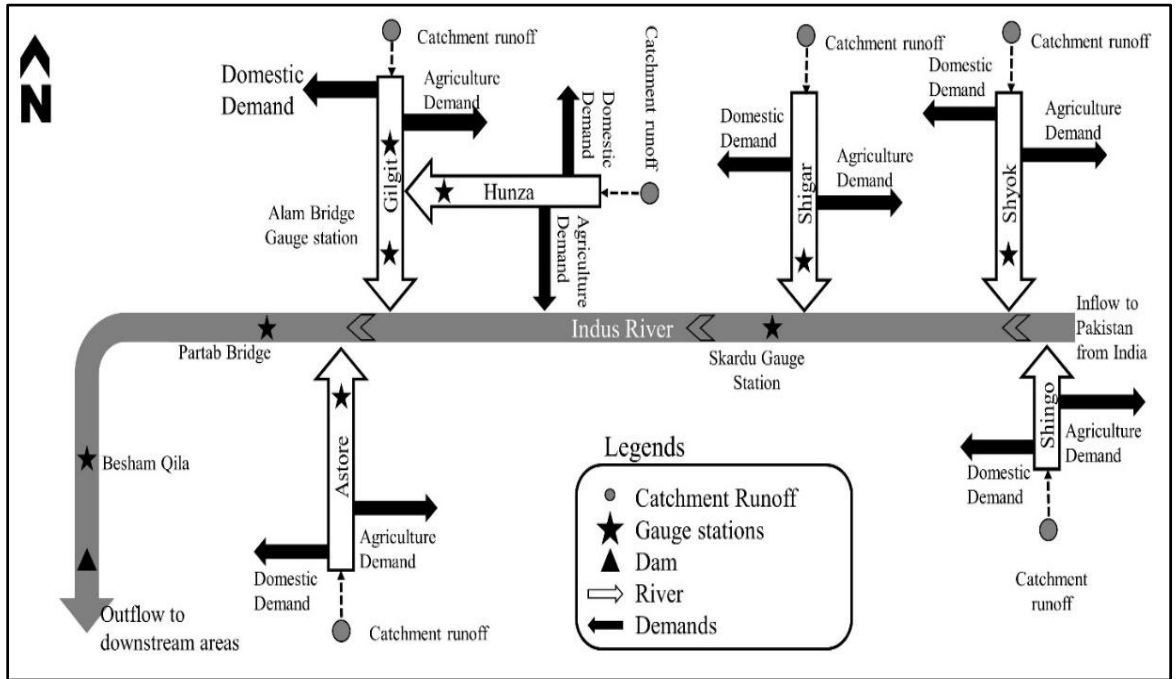 N
Catchment runoff
Domestic
Demand
Agriculture
Demand
Gilgit
Alam Bridge
Gauge station
Hunza
Domestic
Demand
Agriculture
Demand
Catchment runoff
Catchment runoff
Domestic
Demand
Agriculture
Demand
Shigar
Catchment runoff
Domestic
Demand
Agriculture
Demand
Shyok
Indus River
Inflow to
Pakistan
from India
Partab Bridge
Skardu Gauge
Station
Besham Qila
Astore
Agriculture
Demand
Domestic
Demand
Catchment runoff
Shingo
Agriculture
Demand
Domestic
Demand
Catchment
runoff
Outflow to
downstream areas
Legends
Catchment Runoff
Gauge stations
Dam
River
Demands